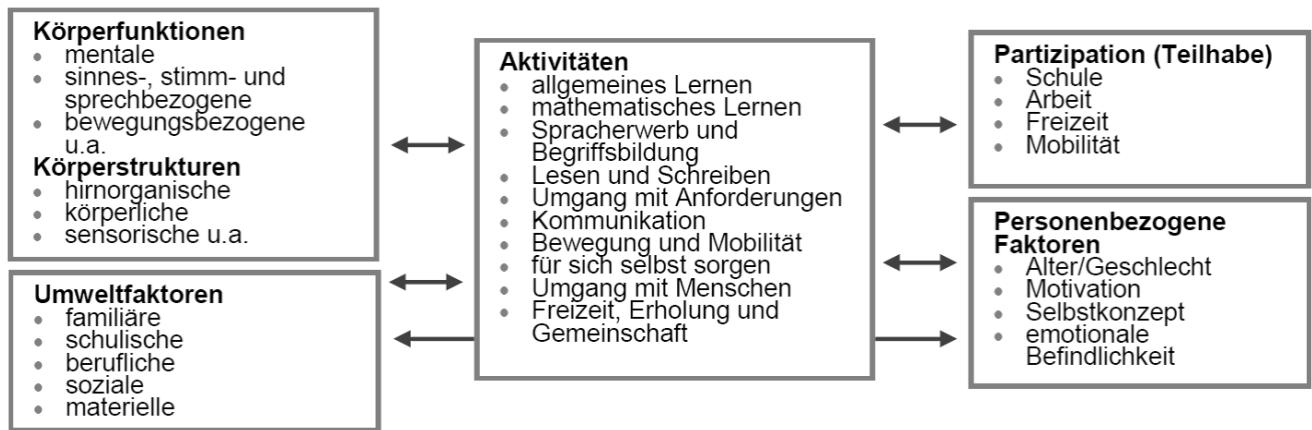 Körperfunktionen
• mentale
• sinnes-, stimm- und
sprechbezogene
• bewegungsbezogene
u.a.
Körperstrukturen
• hirnorganische
• körperliche
• sensorische u.a.
Umweltfaktoren
• familiäre
• schulische
• berufliche
• soziale
• materielle
Aktivitäten
• allgemeines Lernen
• mathematisches Lernen
• Spracherwerb und
Begriffsbildung
• Lesen und Schreiben
• Umgang mit Anforderungen
• Kommunikation
• Bewegung und Mobilität
• für sich selbst sorgen
• Umgang mit Menschen
• Freizeit, Erholung und
Gemeinschaft
Partizipation (Teilhabe)
• Schule
• Arbeit
• Freizeit
• Mobilität
Personenbezogene
Faktoren
• Alter/Geschlecht
• Motivation
• Selbstkonzept
• emotionale
Befindlichkeit